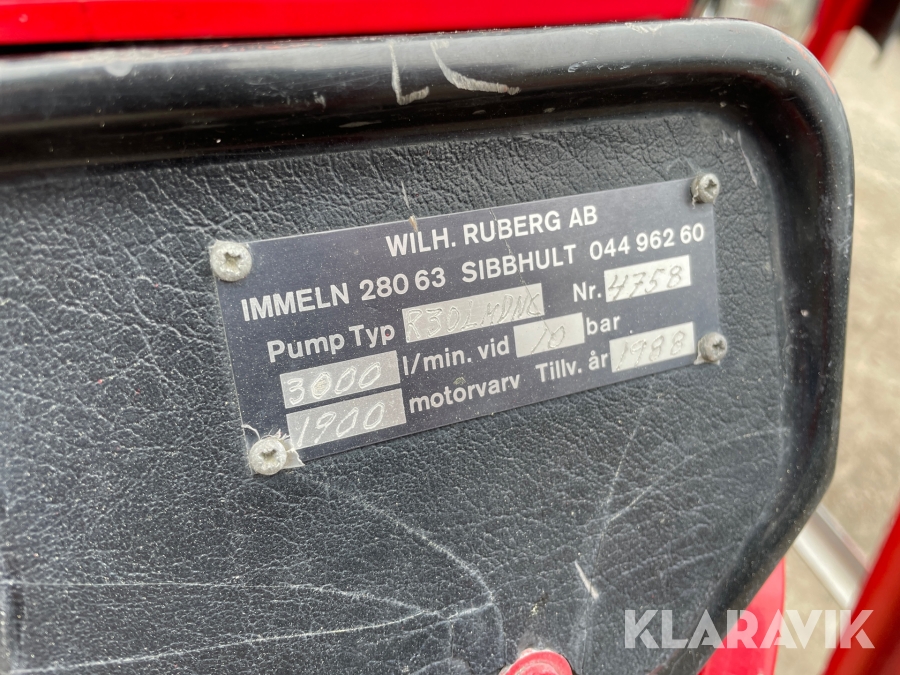 WILH. RUBERG AB
IMMELN 280 63 SIBBHULT 044 962 60
Pump Typ Nr. 4758
3000 l/min. vid 10 bar
1900 motorvarv Tillv. år 1988
KLARAVIK